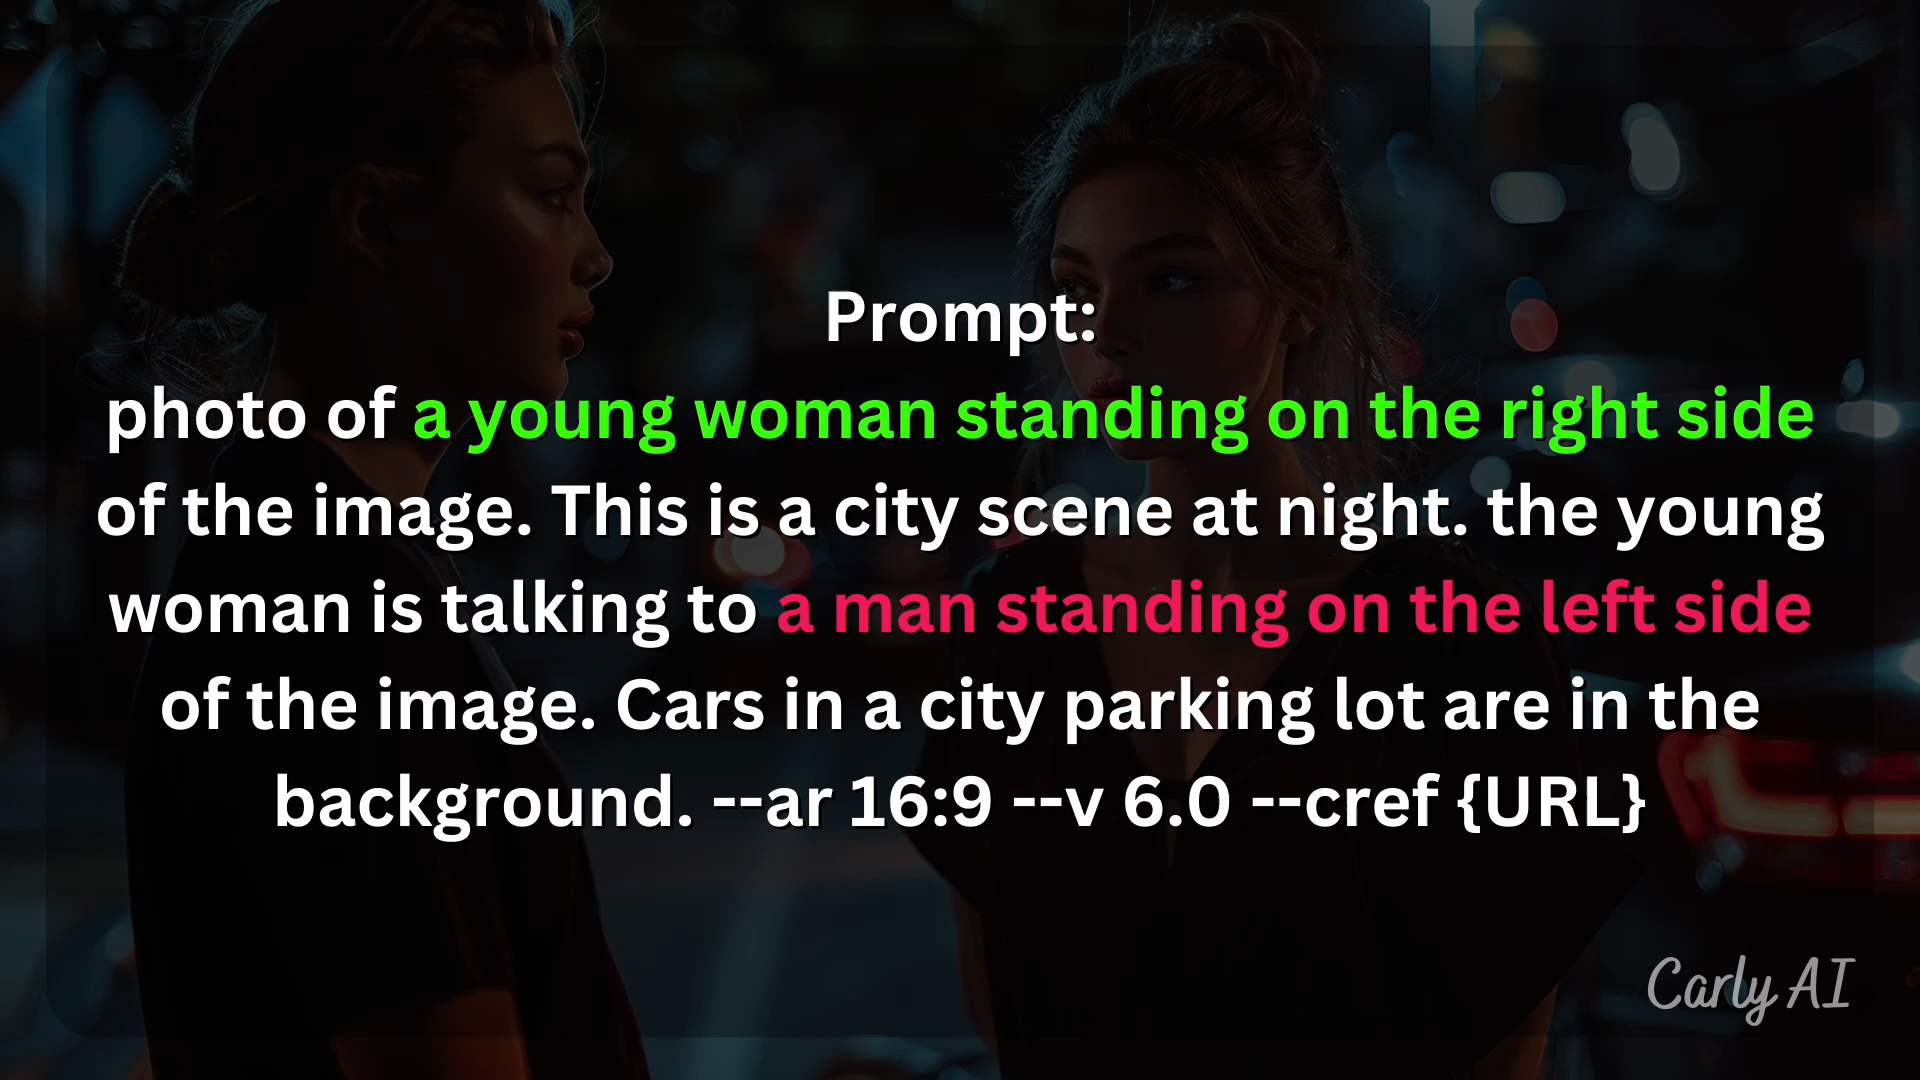 Prompt:
photo of a young woman standing on the right side
of the image. This is a city scene at night. the young
woman is talking to a man standing on the left side
of the image. Cars in a city parking lot are in the
background. --ar 16:9 --v 6.0 --cref {URL}
Carly AI